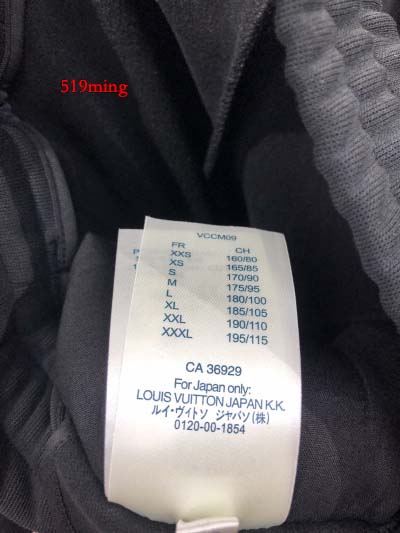 519ming
VCCM09
FR CH
XXS 160/80
XS 165/85
S 170/90
M 175/95
L 180/100
XL 185/105
XXL 190/110
XXXL 195/115
CA 36929
For Japan only:
LOUIS VUITTON JAPAN K.K.
ルイ・ヴィトソ ジャパソ(株)
0120-00-1854